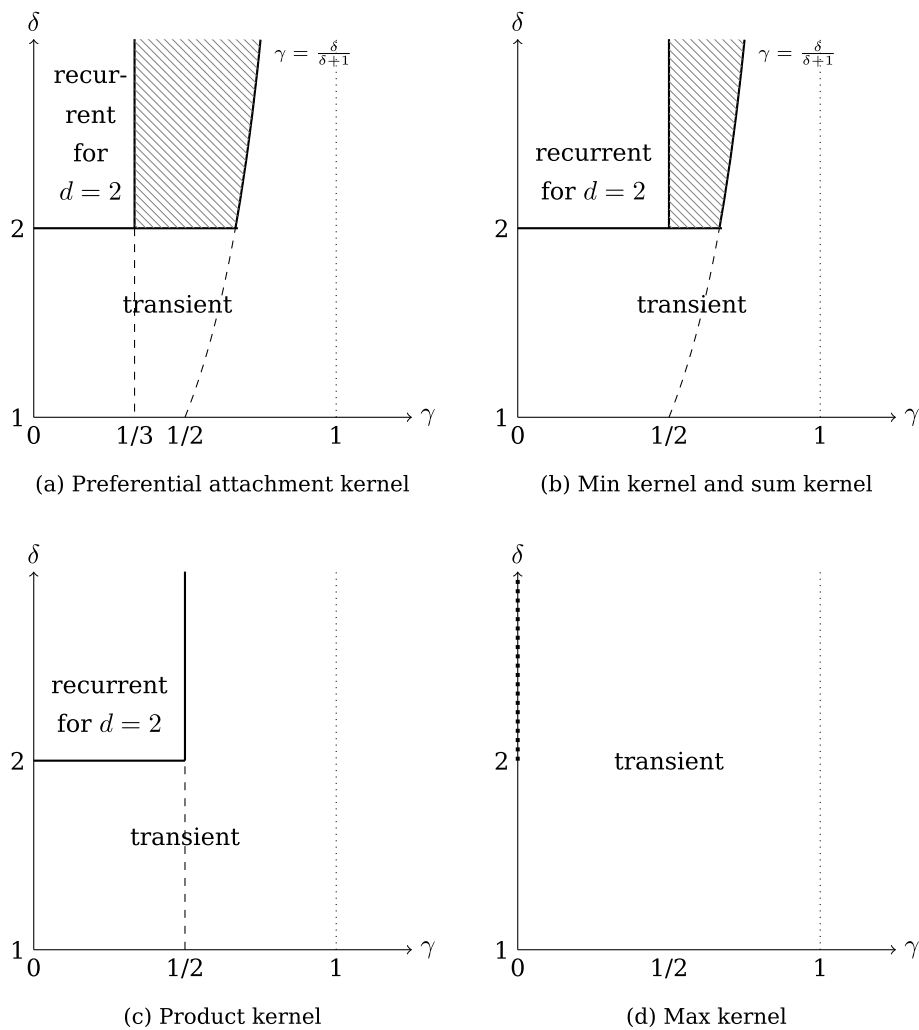 δ
recur-
rent
for
d = 2
γ = δ/(δ+1)
2
transient
1
0 1/3 1/2 1
γ
(a) Preferential attachment kernel
δ
γ = δ/(δ+1)
recurrent
for d = 2
2
transient
1
0 1/2 1
γ
(b) Min kernel and sum kernel
δ
recurrent
for d = 2
2
transient
1
0 1/2 1
γ
(c) Product kernel
δ
2
transient
1
0 1/2 1
γ
(d) Max kernel